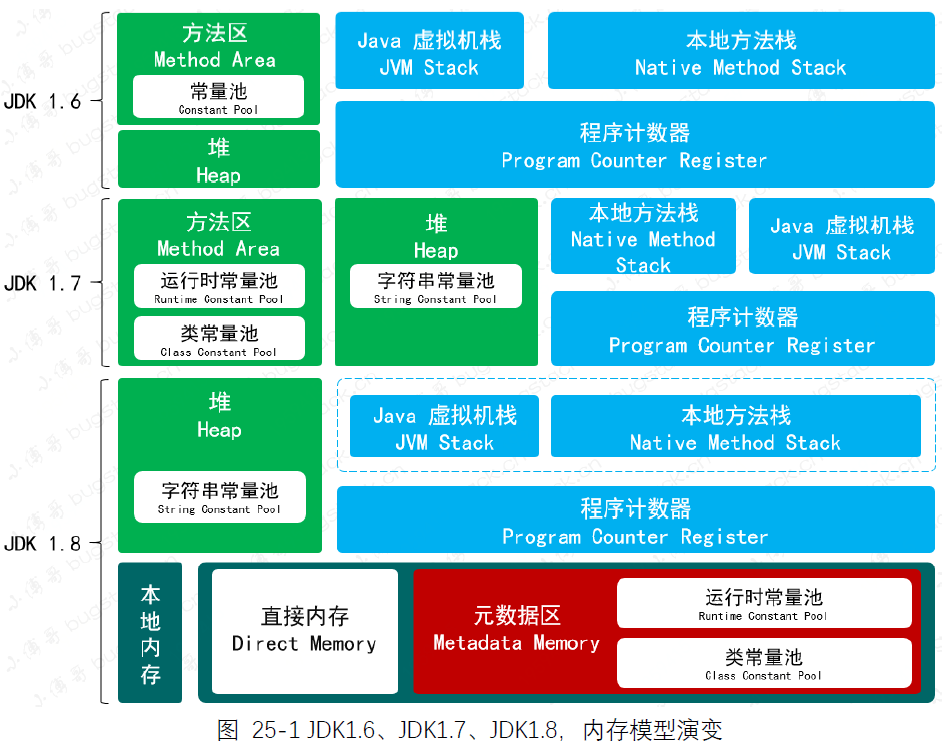 JDK 1.6
方法区
Method Area
常量池
Constant Pool
堆
Heap
Java 虚拟机栈
JVM Stack
本地方法栈
Native Method Stack
程序计数器
Program Counter Register
JDK 1.7
方法区
Method Area
运行时常量池
Runtime Constant Pool
类常量池
Class Constant Pool
堆
Heap
字符串常量池
String Constant Pool
本地方法栈
Native Method
Stack
Java 虚拟机栈
JVM Stack
程序计数器
Program Counter Register
JDK 1.8
堆
Heap
字符串常量池
String Constant Pool
Java 虚拟机栈
JVM Stack
本地方法栈
Native Method Stack
程序计数器
Program Counter Register
本地内存
直接内存
Direct Memory
元数据区
Metadata Memory
运行时常量池
Runtime Constant Pool
类常量池
Class Constant Pool
图 25-1 JDK1.6、JDK1.7、JDK1.8，内存模型演变